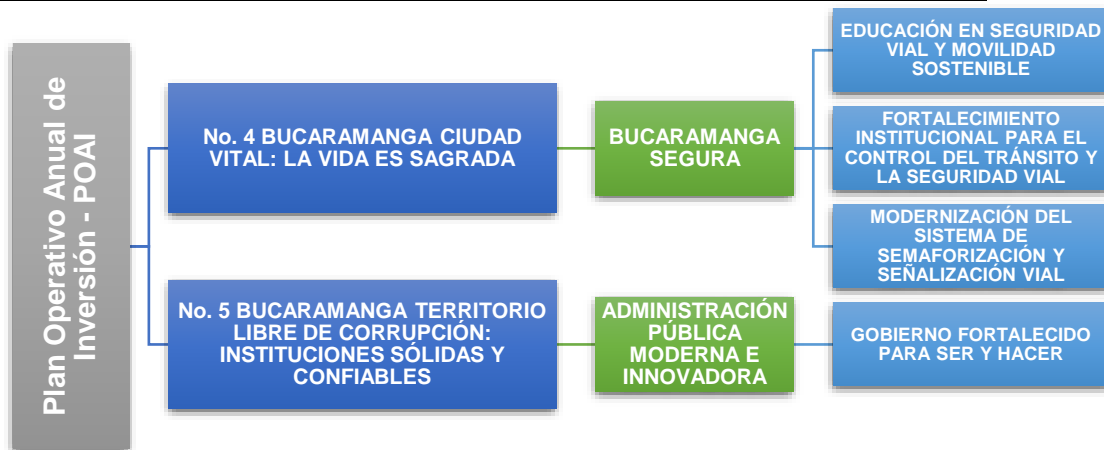 Plan Operativo Anual de
Inversión - POAI
No. 4 BUCARAMANGA CIUDAD
VITAL: LA VIDA ES SAGRADA
BUCARAMANGA
SEGURA
EDUCACIÓN EN SEGURIDAD
VIAL Y MOVILIDAD
SOSTENIBLE
FORTALECIMIENTO
INSTITUCIONAL PARA EL
CONTROL DEL TRÁNSITO Y
LA SEGURIDAD VIAL
MODERNIZACIÓN DEL
SISTEMA DE
SEMAFORIZACIÓN Y
SEÑALIZACIÓN VIAL
No. 5 BUCARAMANGA TERRITORIO
LIBRE DE CORRUPCIÓN:
INSTITUCIONES SÓLIDAS Y
CONFIABLES
ADMINISTRACIÓN
PÚBLICA
MODERNA E
INNOVADORA
GOBIERNO FORTALECIDO
PARA SER Y HACER